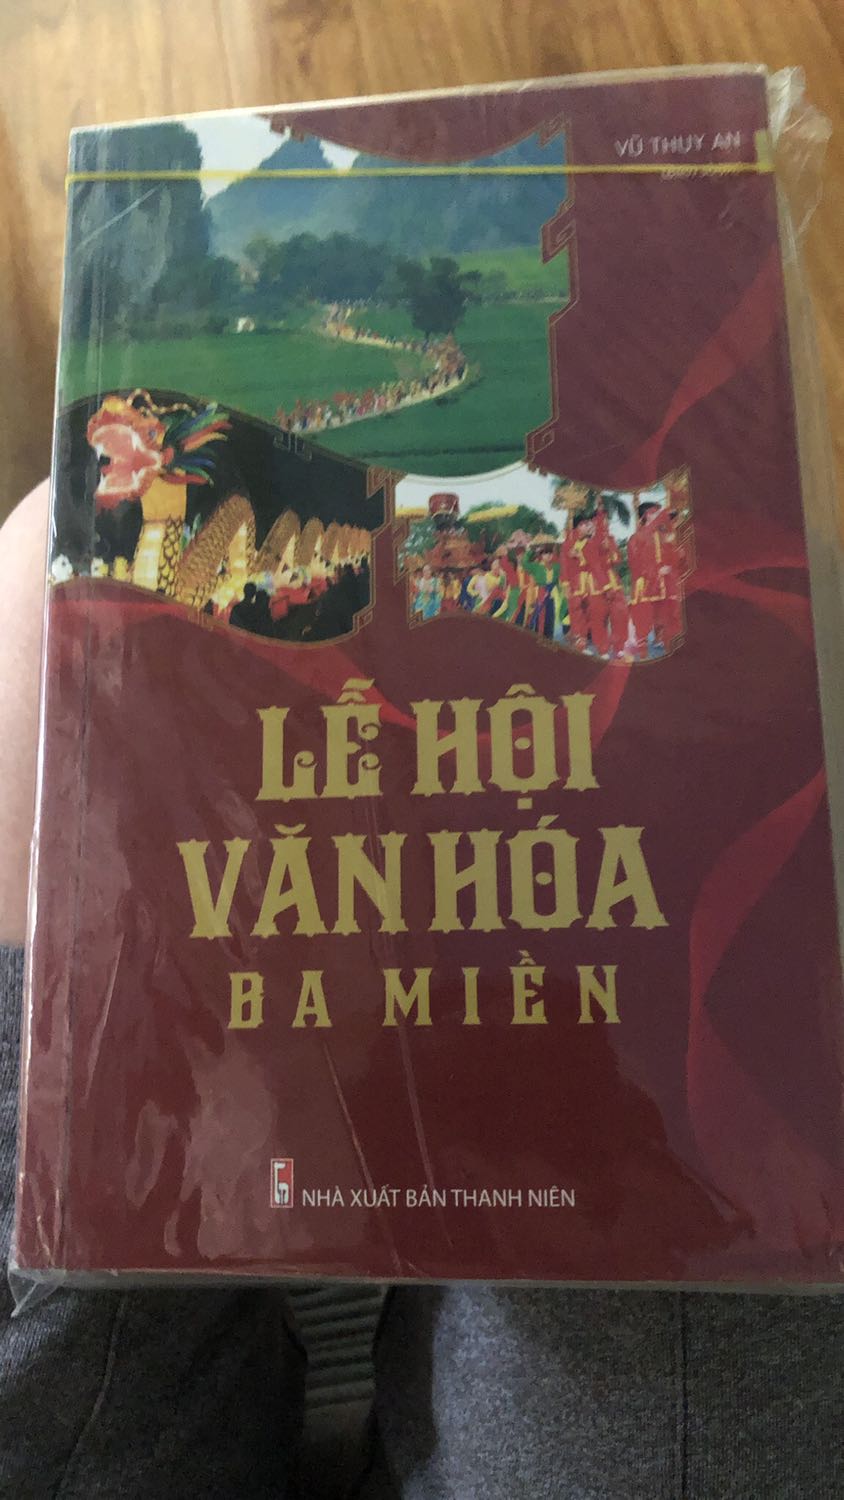 VŨ THUY AN
LỄ HỘI
VĂN HÓA
BA MIỀN
NHÀ XUẤT BẢN THANH NIÊN